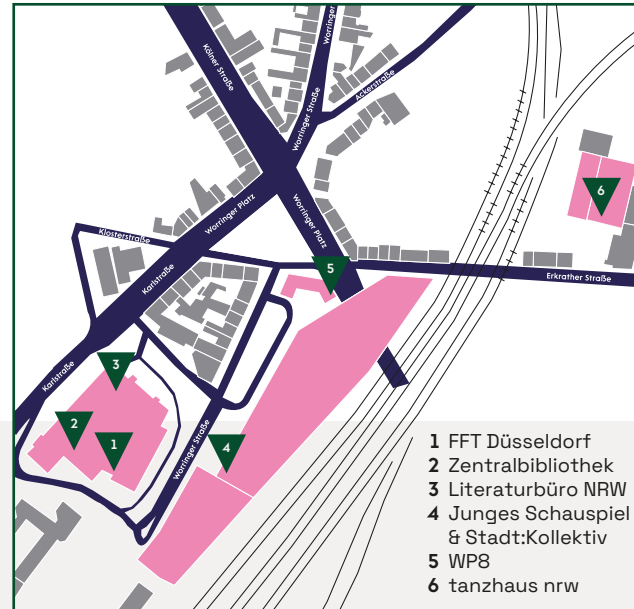 Kölner Straße
Worringer Straße
Ackerstraße
Worringer Straße
6
Worringer Platz
Worringer Platz
Klosterstraße
5
Erkrather Straße
Karlstraße
3
Karlstraße
2
1
4
Worringer Straße
1 FFT Düsseldorf
2 Zentralbibliothek
3 Literaturbüro NRW
4 Junges Schauspiel
& Stadt:Kollektiv
5 WP8
6 tanzhaus nrw